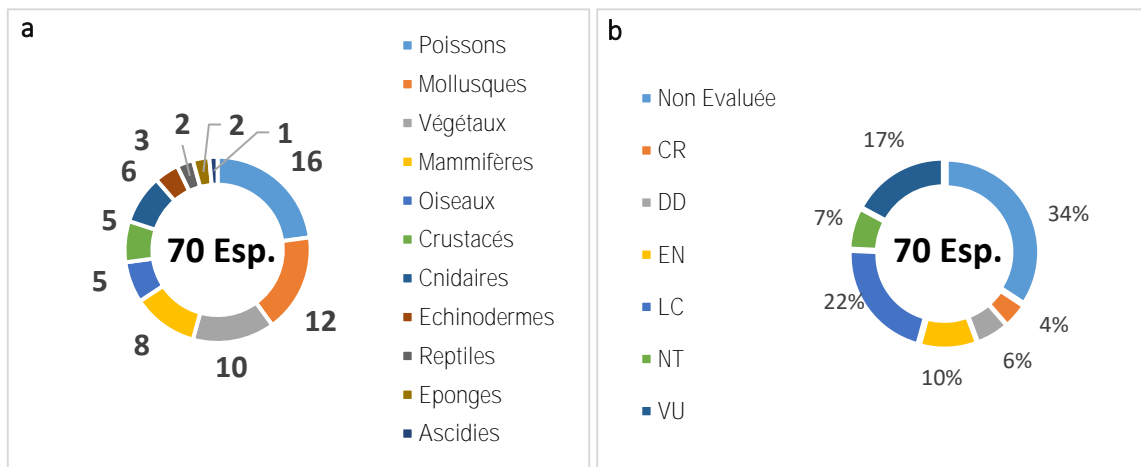 a
Poissons
Mollusques
Végétaux
Mammifères
Oiseaux
Crustacés
Cnidaires
Echinodermes
Reptiles
Eponges
Ascidies
16
12
10
8
5
5
6
3
2
2
1
70 Esp.
b
Non Evaluée
CR
DD
EN
LC
NT
VU
34%
4%
6%
10%
22%
7%
17%
70 Esp.